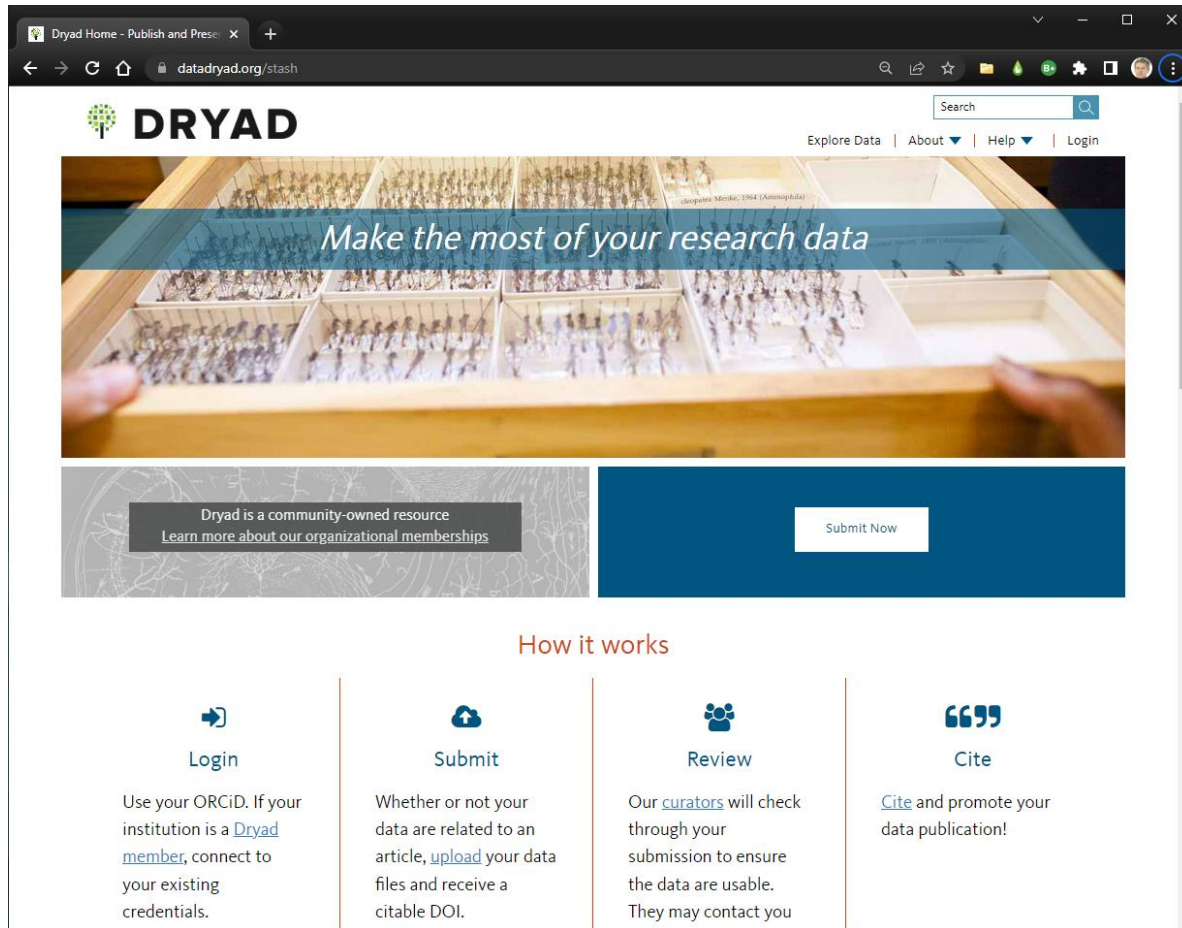 Dryad Home - Publish and Prese
datadryad.org/stash
DRYAD
Search
Explore Data | About | Help | Login
cleopatra Menke, 1964 (Ammophila)
Make the most of your research data
Dryad is a community-owned resource
Learn more about our organizational memberships
Submit Now
How it works
Login
Use your ORCiD. If your
institution is a Dryad
member, connect to
your existing
credentials.
Submit
Whether or not your
data are related to an
article, upload your data
files and receive a
citable DOI.
Review
Our curators will check
through your
submission to ensure
the data are usable.
They may contact you
Cite
Cite and promote your
data publication!